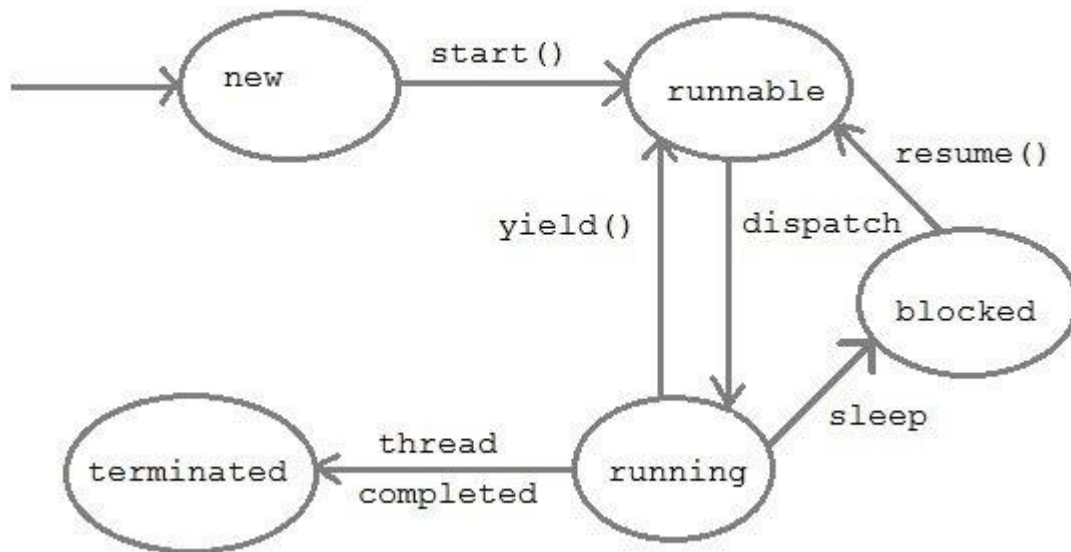 new
start()
runnable
resume()
yield()
dispatch
blocked
sleep
thread
completed
terminated
running